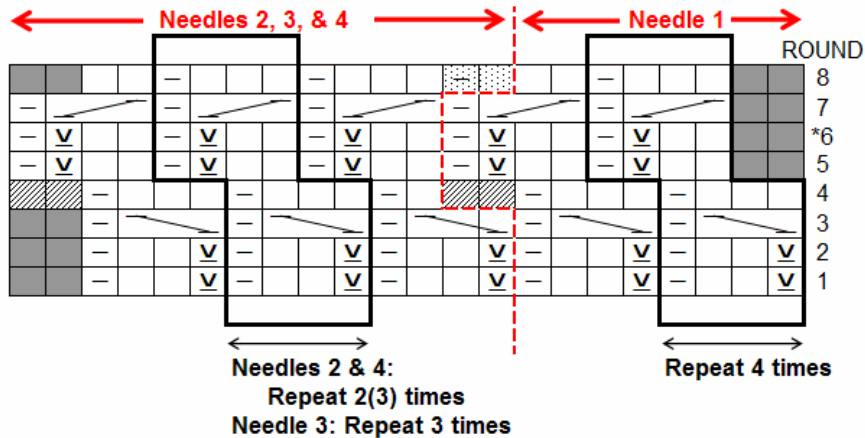 Needles 2, 3, & 4
Needle 1
ROUND
8
7
*6
5
4
3
2
1
Needles 2 & 4:
Repeat 2(3) times
Needle 3: Repeat 3 times
Repeat 4 times